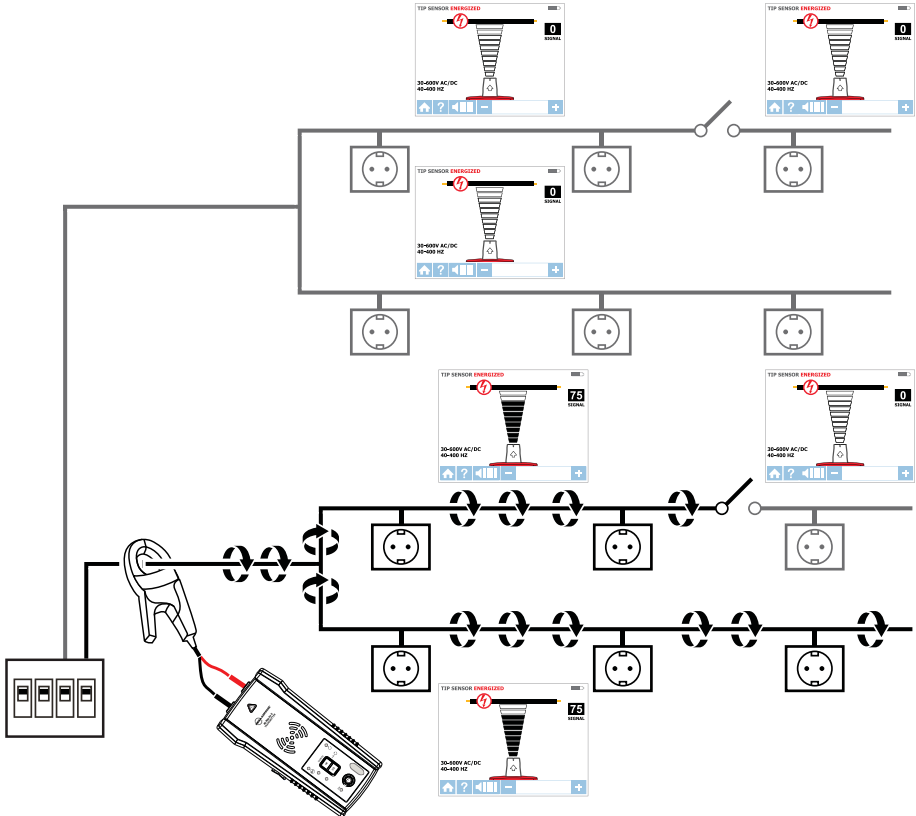 TIP SENSOR ENERGIZED
0
SIGNAL
30-600V AC/DC
40-400 HZ
?
TIP SENSOR ENERGIZED
0
SIGNAL
30-600V AC/DC
40-400 HZ
?
TIP SENSOR ENERGIZED
0
SIGNAL
30-600V AC/DC
40-400 HZ
?
TIP SENSOR ENERGIZED
75
SIGNAL
30-600V AC/DC
40-400 HZ
?
TIP SENSOR ENERGIZED
0
SIGNAL
30-600V AC/DC
40-400 HZ
?
TIP SENSOR ENERGIZED
75
SIGNAL
30-600V AC/DC
40-400 HZ
?